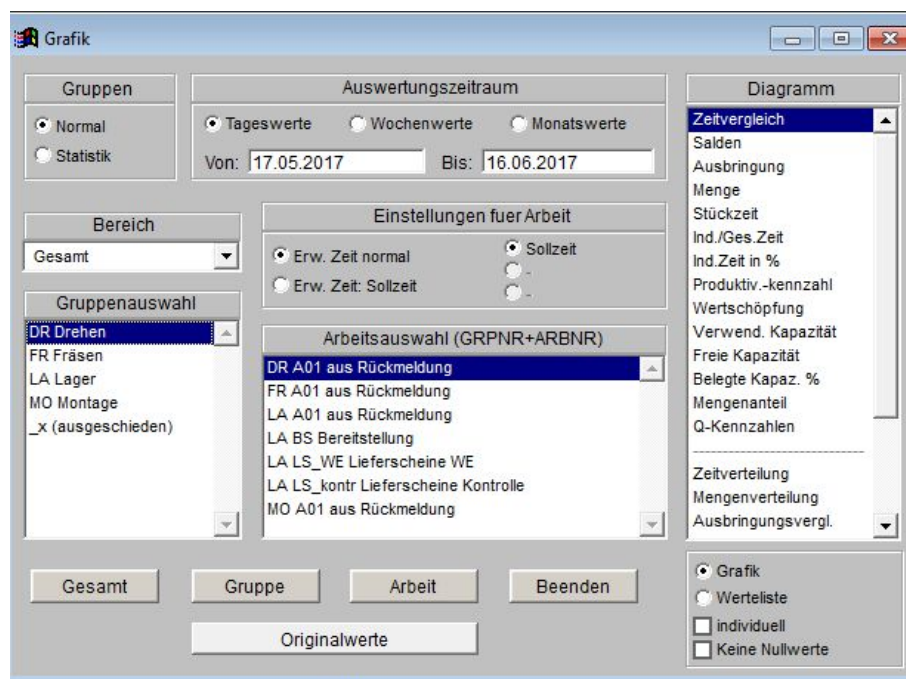 Grafik
Gruppen
Normal
Statistik
Auswertungszeitraum
Tageswerte Wochenwerte Monatswerte
Von: 17.05.2017 Bis: 16.06.2017
Bereich
Gesamt
Einstellungen fuer Arbeit
Erw. Zeit normal
Erw. Zeit: Sollzeit
Sollzeit
-
-
Gruppenauswahl
DR Drehen
FR Fräsen
LA Lager
MO Montage
_x (ausgeschieden)
Arbeitsauswahl (GRPNR+ARBNR)
DR A01 aus Rückmeldung
FR A01 aus Rückmeldung
LA A01 aus Rückmeldung
LA BS Bereitstellung
LA LS_WE Lieferscheine WE
LA LS_kontr Lieferscheine Kontrolle
MO A01 aus Rückmeldung
Diagramm
Zeitvergleich
Salden
Ausbringung
Menge
Stückzeit
Ind./Ges.Zeit
Ind.Zeit in %
Produktiv.-kennzahl
Wertschöpfung
Verwend. Kapazität
Freie Kapazität
Belegte Kapaz. %
Mengenanteil
Q-Kennzahlen
--------------------------
Zeitverteilung
Mengenverteilung
Ausbringungsvergl.
Gesamt Gruppe Arbeit Beenden
Originalwerte
Grafik
Werteliste
individuell
Keine Nullwerte